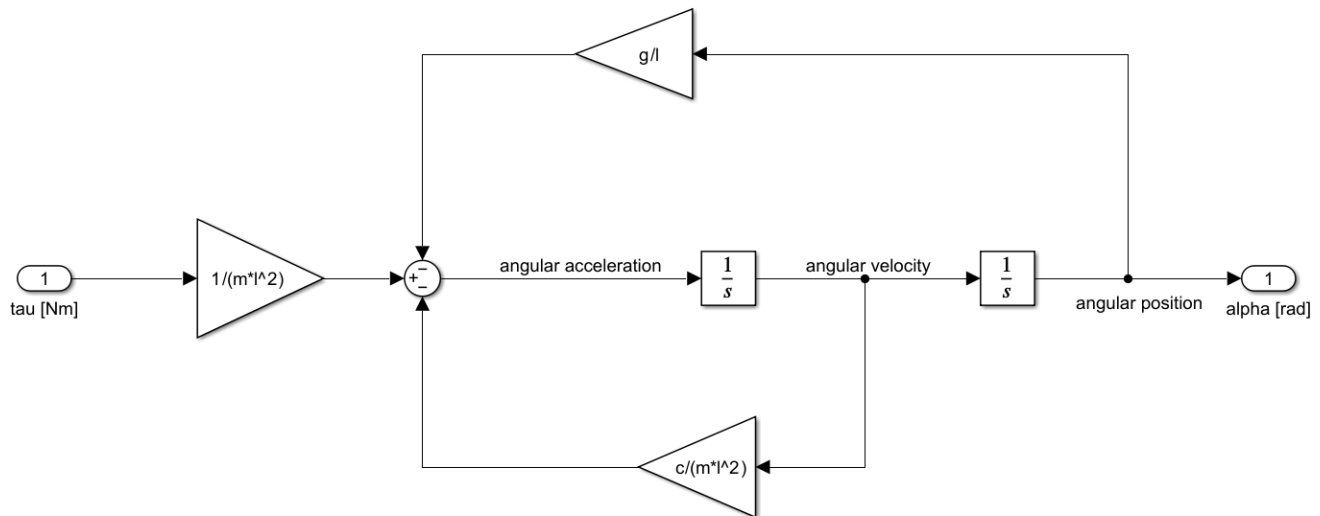 g/l
1
tau [Nm]
1/(m*l^2)
+
−
−
angular acceleration
1
s
angular velocity
1
s
angular position
1
alpha [rad]
c/(m*l^2)